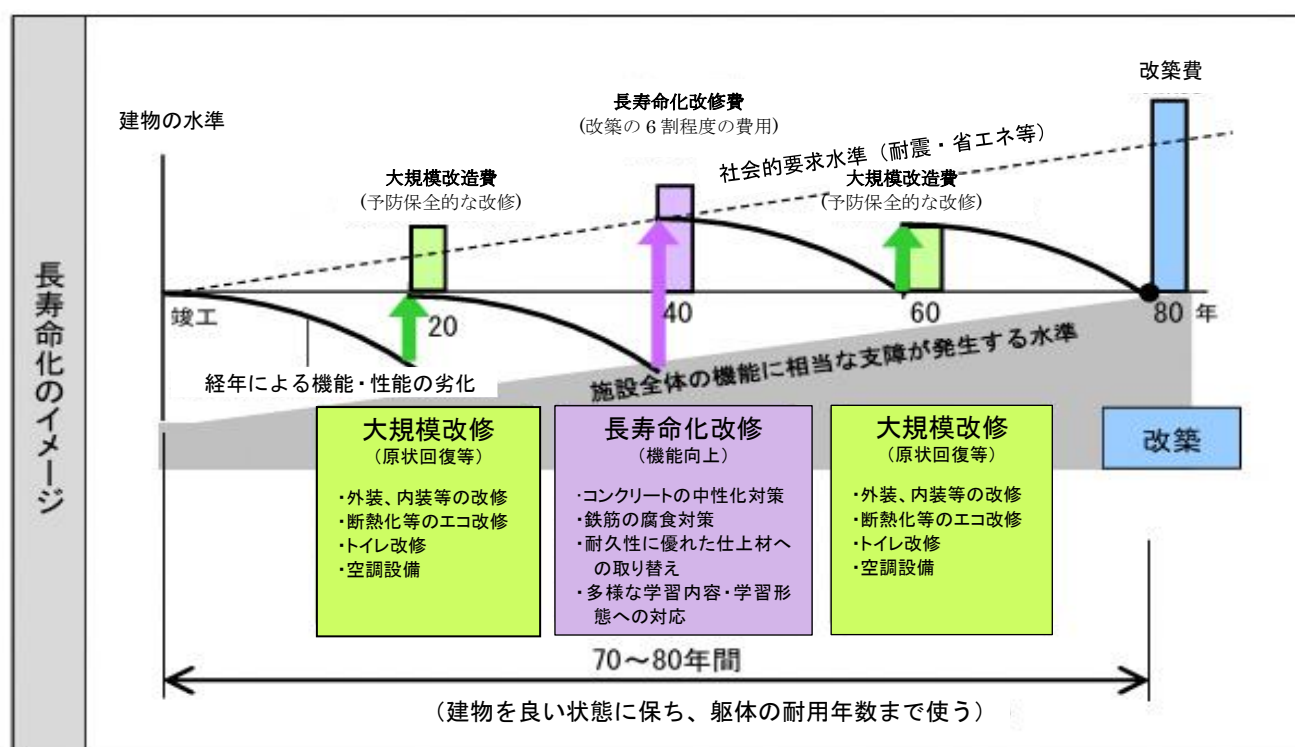 長寿命化のイメージ
改築費
長寿命化改修費
(改築の6割程度の費用)
建物の水準
社会的要求水準（耐震・省エネ等）
大規模改造費
(予防保全的な改修)
大規模改造費
(予防保全的な改修)
竣工
20
40
60
80 年
経年による機能・性能の劣化
施設全体の機能に相当な支障が発生する水準
大規模改修
（原状回復等）
・外装、内装等の改修
・断熱化等のエコ改修
・トイレ改修
・空調設備
長寿命化改修
（機能向上）
・コンクリートの中性化対策
・鉄筋の腐食対策
・耐久性に優れた仕上材へ
の取り替え
・多様な学習内容・学習形
態への対応
大規模改修
（原状回復等）
・外装、内装等の改修
・断熱化等のエコ改修
・トイレ改修
・空調設備
改築
70～80年間
（建物を良い状態に保ち、躯体の耐用年数まで使う）